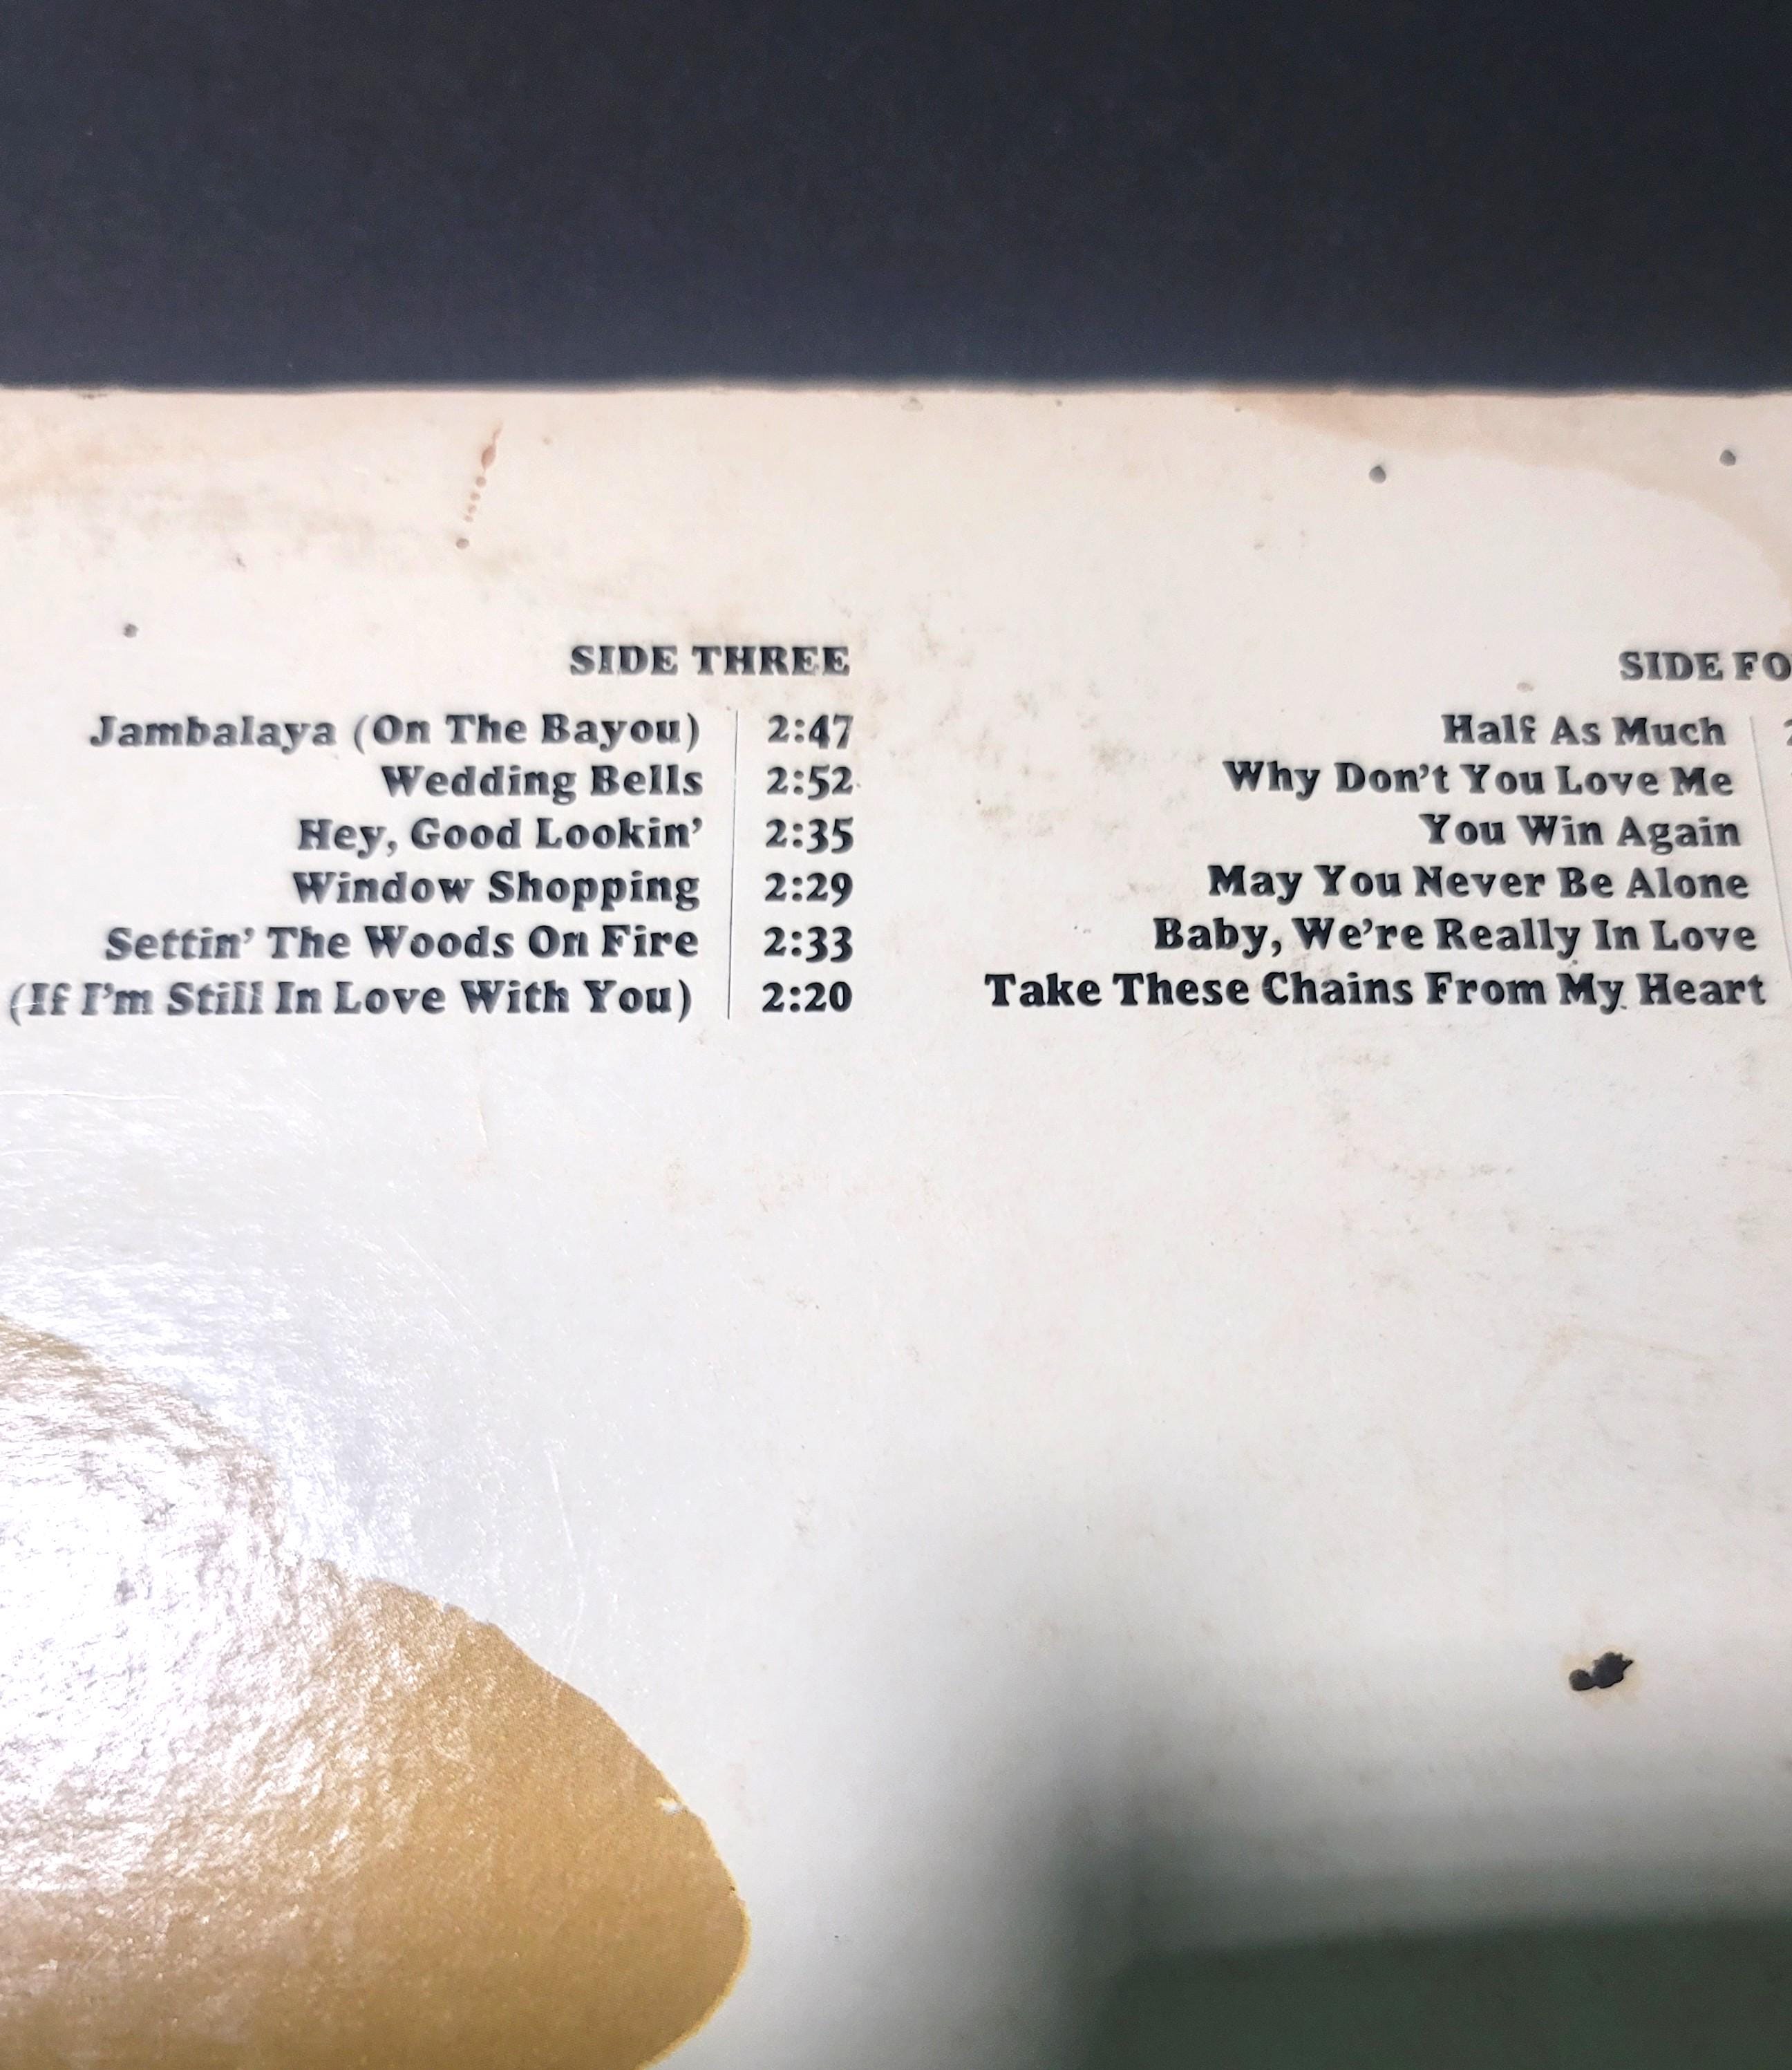 SIDE THREE
Jambalaya (On The Bayou) 2:47
Wedding Bells 2:52
Hey, Good Lookin' 2:35
Window Shopping 2:29
Settin' The Woods On Fire 2:33
(If I'm Still In Love With You) 2:20
SIDE FO
Half As Much
Why Don't You Love Me
You Win Again
May You Never Be Alone
Baby, We're Really In Love
Take These Chains From My Heart